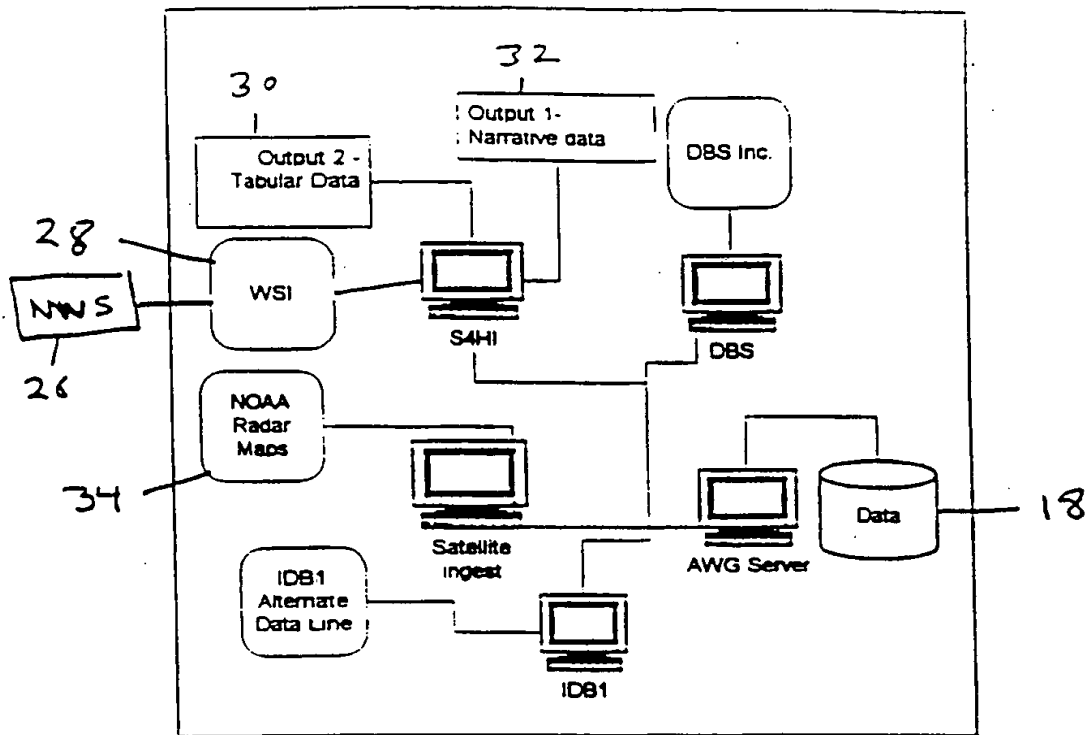 32
30
Output 1-
Narrative data
DBS Inc.
Output 2 -
Tabular Data
28
WSI
NWS
S4HI
DBS
26
NOAA
Radar
Maps
34
Data
18
Satellite
ingest
AWG Server
IDB1
Alternate
Data Line
IDB1